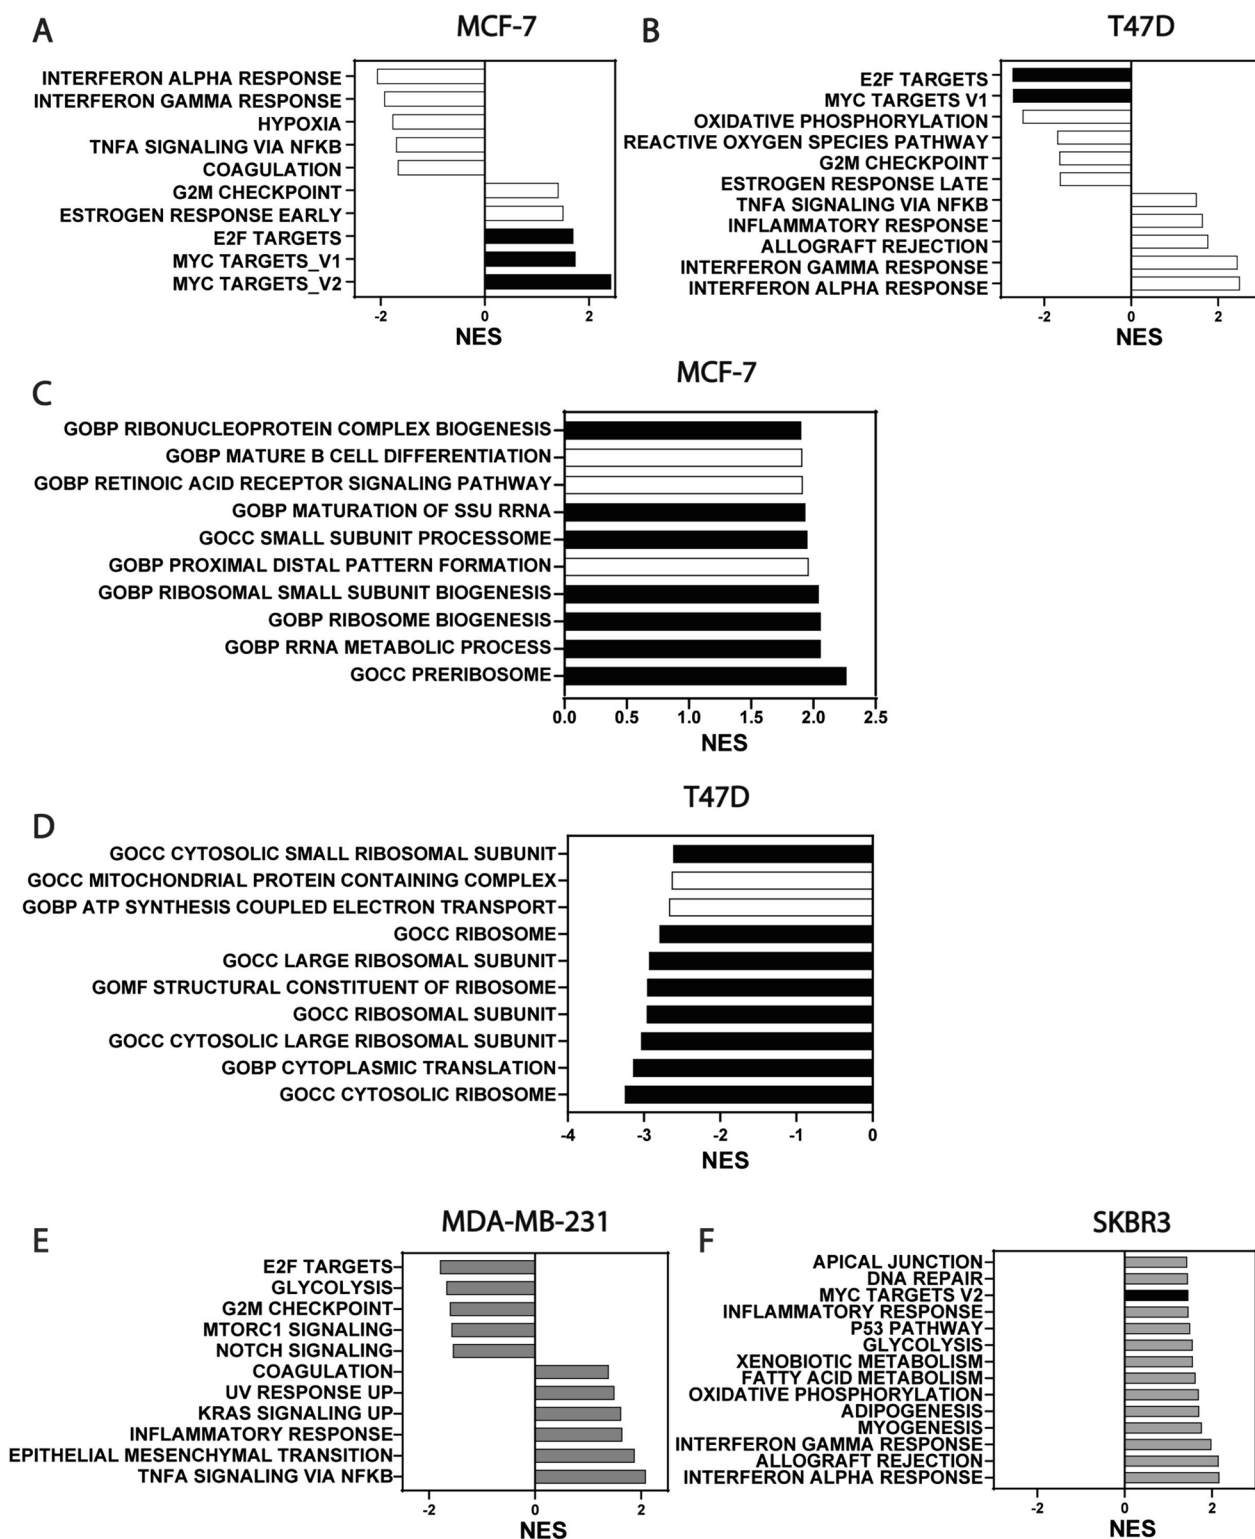 A
MCF-7
INTERFERON ALPHA RESPONSE
INTERFERON GAMMA RESPONSE
HYPOXIA
TNFA SIGNALING VIA NFKB
COAGULATION
G2M CHECKPOINT
ESTROGEN RESPONSE EARLY
E2F TARGETS
MYC TARGETS_V1
MYC TARGETS_V2
-2 0 2
NES
B
T47D
E2F TARGETS
MYC TARGETS V1
OXIDATIVE PHOSPHORYLATION
REACTIVE OXYGEN SPECIES PATHWAY
G2M CHECKPOINT
ESTROGEN RESPONSE LATE
TNFA SIGNALING VIA NFKB
INFLAMMATORY RESPONSE
ALLOGRAFT REJECTION
INTERFERON GAMMA RESPONSE
INTERFERON ALPHA RESPONSE
-2 0 2
NES
C
MCF-7
GOBP RIBONUCLEOPROTEIN COMPLEX BIOGENESIS
GOBP MATURE B CELL DIFFERENTIATION
GOBP RETINOIC ACID RECEPTOR SIGNALING PATHWAY
GOBP MATURATION OF SSU RRNA
GOCC SMALL SUBUNIT PROCESSOME
GOBP PROXIMAL DISTAL PATTERN FORMATION
GOBP RIBOSOMAL SMALL SUBUNIT BIOGENESIS
GOBP RIBOSOME BIOGENESIS
GOBP RRNA METABOLIC PROCESS
GOCC PRERIBOSOME
0.0 0.5 1.0 1.5 2.0 2.5
NES
D
T47D
GOCC CYTOSOLIC SMALL RIBOSOMAL SUBUNIT
GOCC MITOCHONDRIAL PROTEIN CONTAINING COMPLEX
GOBP ATP SYNTHESIS COUPLED ELECTRON TRANSPORT
GOCC RIBOSOME
GOCC LARGE RIBOSOMAL SUBUNIT
GOMF STRUCTURAL CONSTITUENT OF RIBOSOME
GOCC RIBOSOMAL SUBUNIT
GOCC CYTOSOLIC LARGE RIBOSOMAL SUBUNIT
GOBP CYTOPLASMIC TRANSLATION
GOCC CYTOSOLIC RIBOSOME
-4 -3 -2 -1 0
NES
E
MDA-MB-231
E2F TARGETS
GLYCOLYSIS
G2M CHECKPOINT
MTORC1 SIGNALING
NOTCH SIGNALING
COAGULATION
UV RESPONSE UP
KRAS SIGNALING UP
INFLAMMATORY RESPONSE
EPITHELIAL MESENCHYMAL TRANSITION
TNFA SIGNALING VIA NFKB
-2 0 2
NES
F
SKBR3
APICAL JUNCTION
DNA REPAIR
MYC TARGETS V2
INFLAMMATORY RESPONSE
P53 PATHWAY
GLYCOLYSIS
XENOBIOTIC METABOLISM
FATTY ACID METABOLISM
OXIDATIVE PHOSPHORYLATION
ADIPOGENESIS
MYOGENESIS
INTERFERON GAMMA RESPONSE
ALLOGRAFT REJECTION
INTERFERON ALPHA RESPONSE
-2 0 2
NES